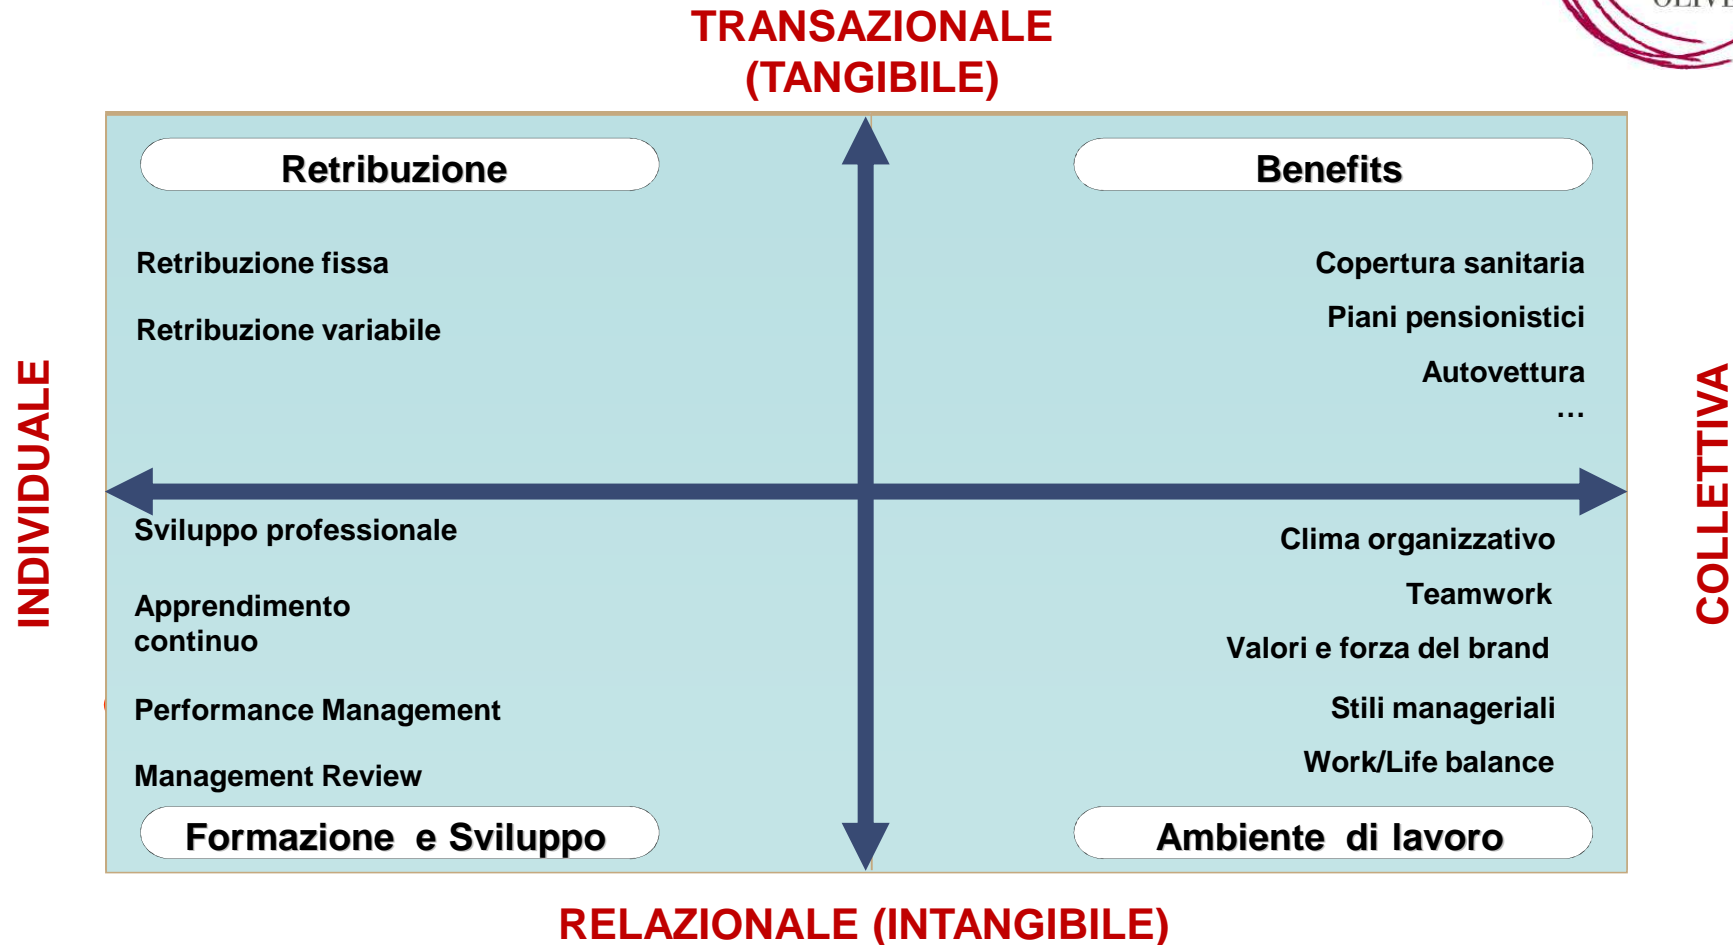 TRANSAZIONALE
(TANGIBILE)
Retribuzione
Benefits
Retribuzione fissa
Retribuzione variabile
Copertura sanitaria
Piani pensionistici
Autovettura
…
INDIVIDUALE
COLLETTIVA
Sviluppo professionale
Apprendimento
continuo
Performance Management
Management Review
Clima organizzativo
Teamwork
Valori e forza del brand
Stili manageriali
Work/Life balance
Formazione e Sviluppo
Ambiente di lavoro
RELAZIONALE (INTANGIBILE)